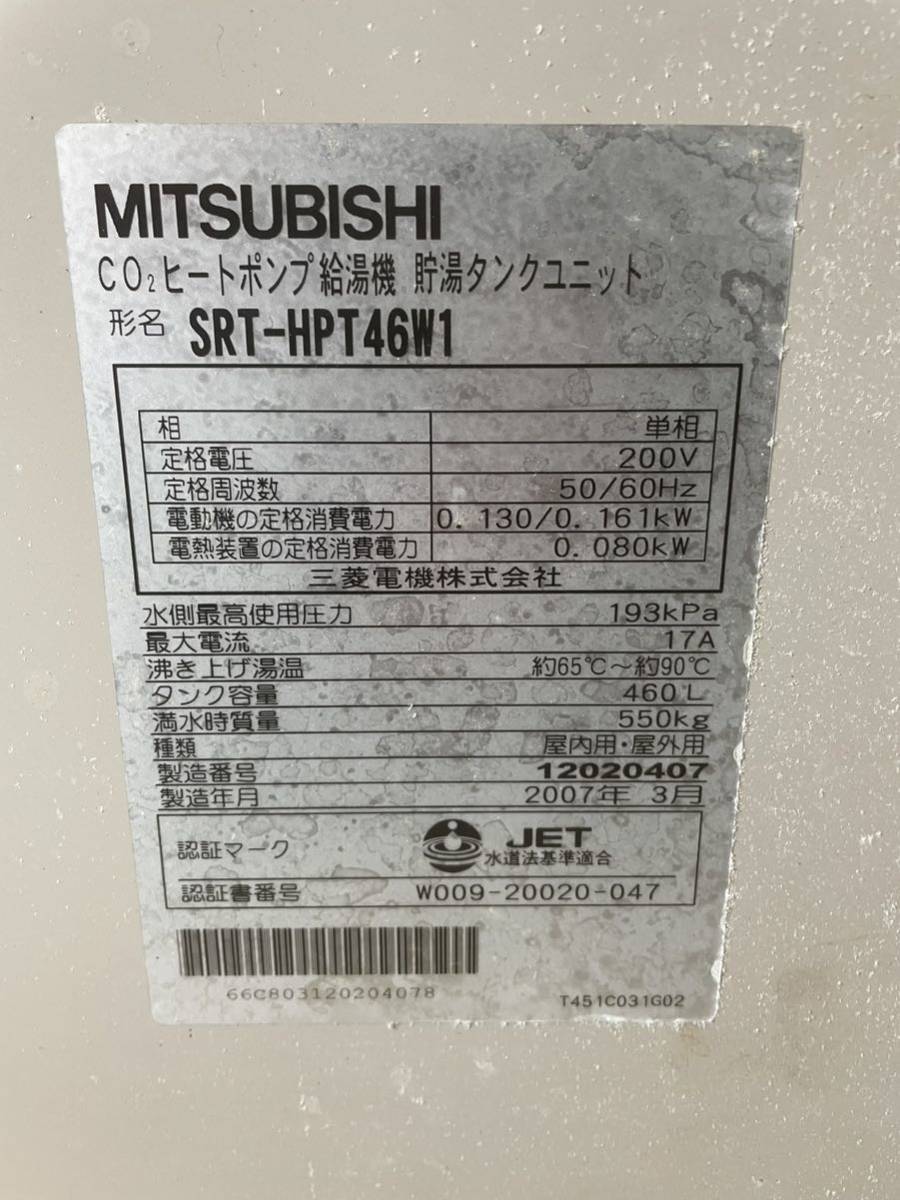 MITSUBISHI
CO₂ヒートポンプ給湯機 貯湯タンクユニット
形名 SRT-HPT46W1
相 単相
定格電圧 200V
定格周波数 50/60Hz
電動機の定格消費電力 0.130/0.161kW
電熱装置の定格消費電力 0.080kW
三菱電機株式会社
水側最高使用圧力 193kPa
最大電流 17A
沸き上げ湯温 約65℃～約90℃
タンク容量 460L
満水時質量 550kg
種類 屋内用・屋外用
製造番号 12020407
製造年月 2007年 3月
認証マーク JET
水道法基準適合
認証書番号 W009-20020-047
66C803120204078
T451C031G02